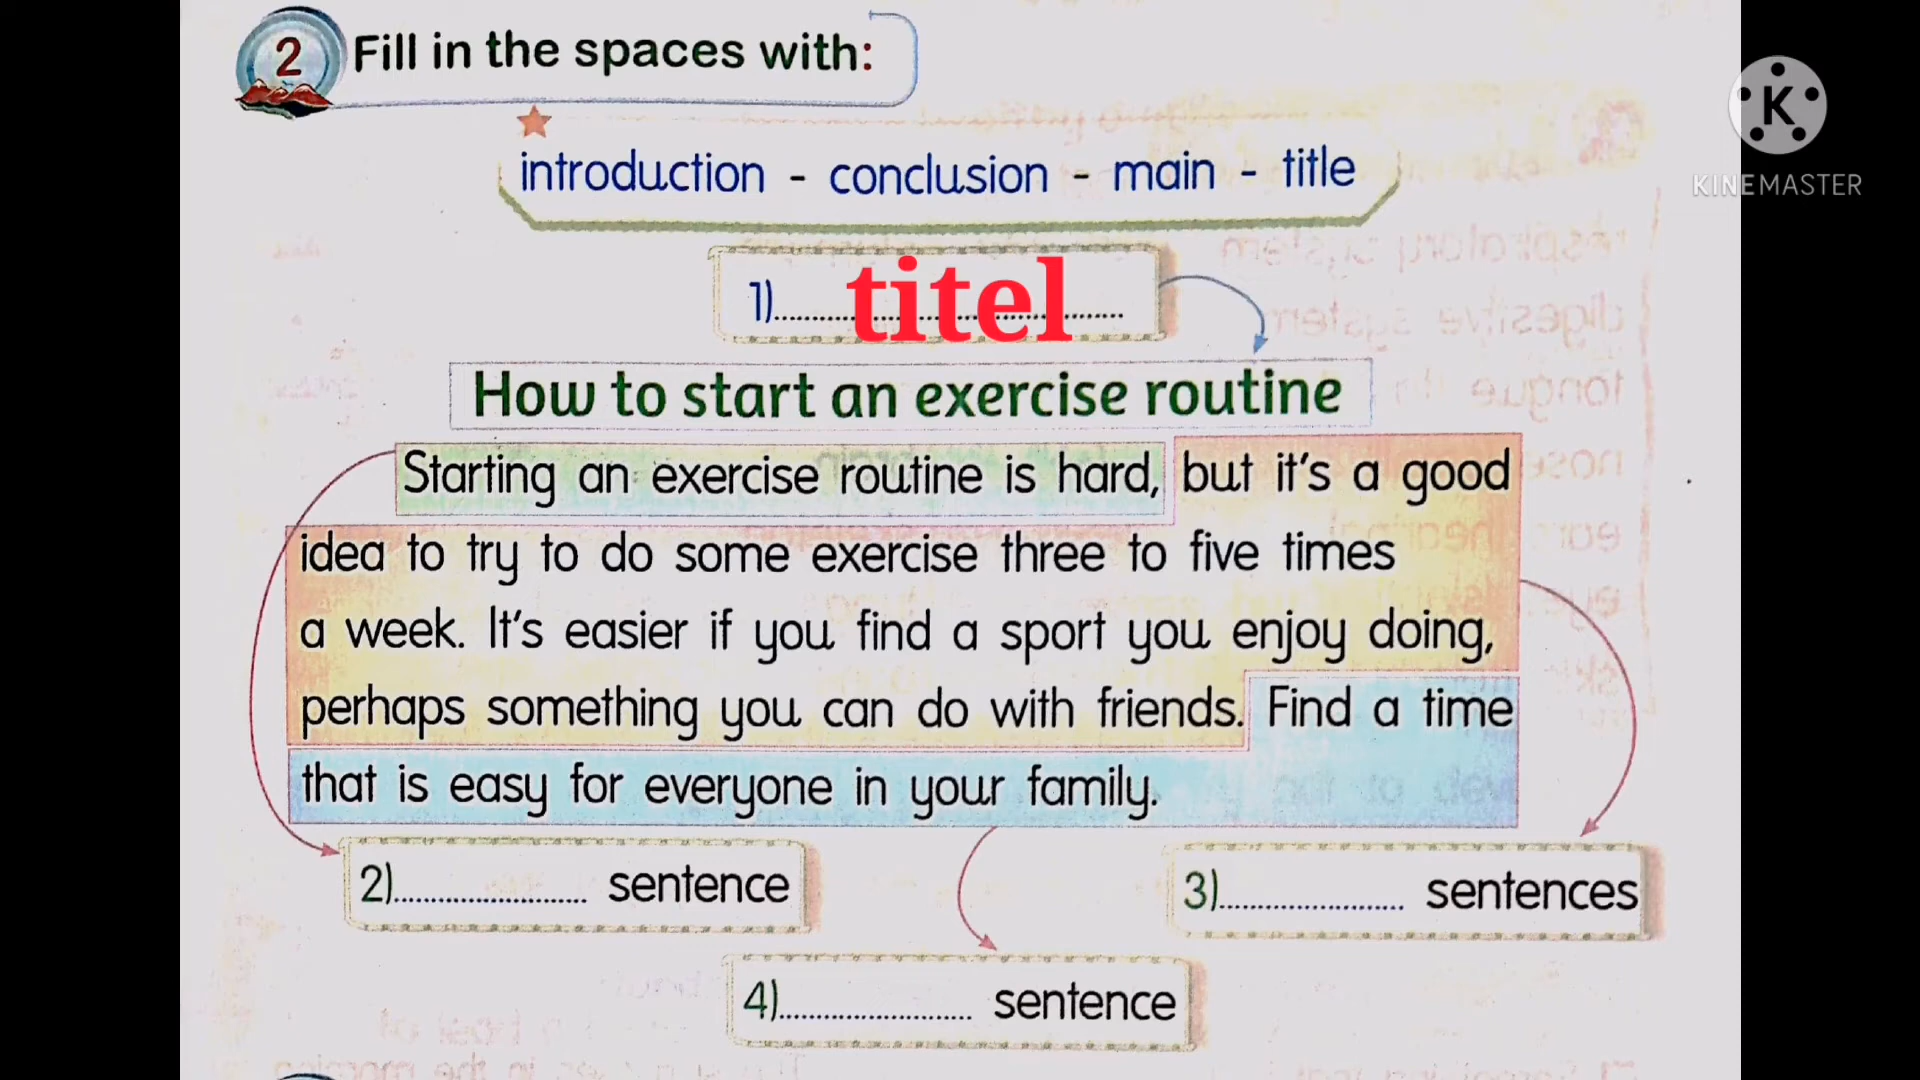 2 Fill in the spaces with:
introduction - conclusion - main - title
1)........ titel ........
How to start an exercise routine
Starting an exercise routine is hard, but it's a good
idea to try to do some exercise three to five times
a week. It's easier if you find a sport you enjoy doing,
perhaps something you can do with friends. Find a time
that is easy for everyone in your family.
2)........................ sentence
3)........................ sentences
4)........................ sentence
K
KINEMASTER